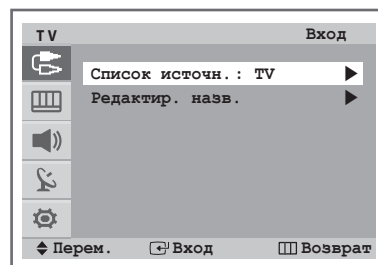 TV Вход
Список источн. : TV
Редактир. назв.
Перем. Вход Возврат